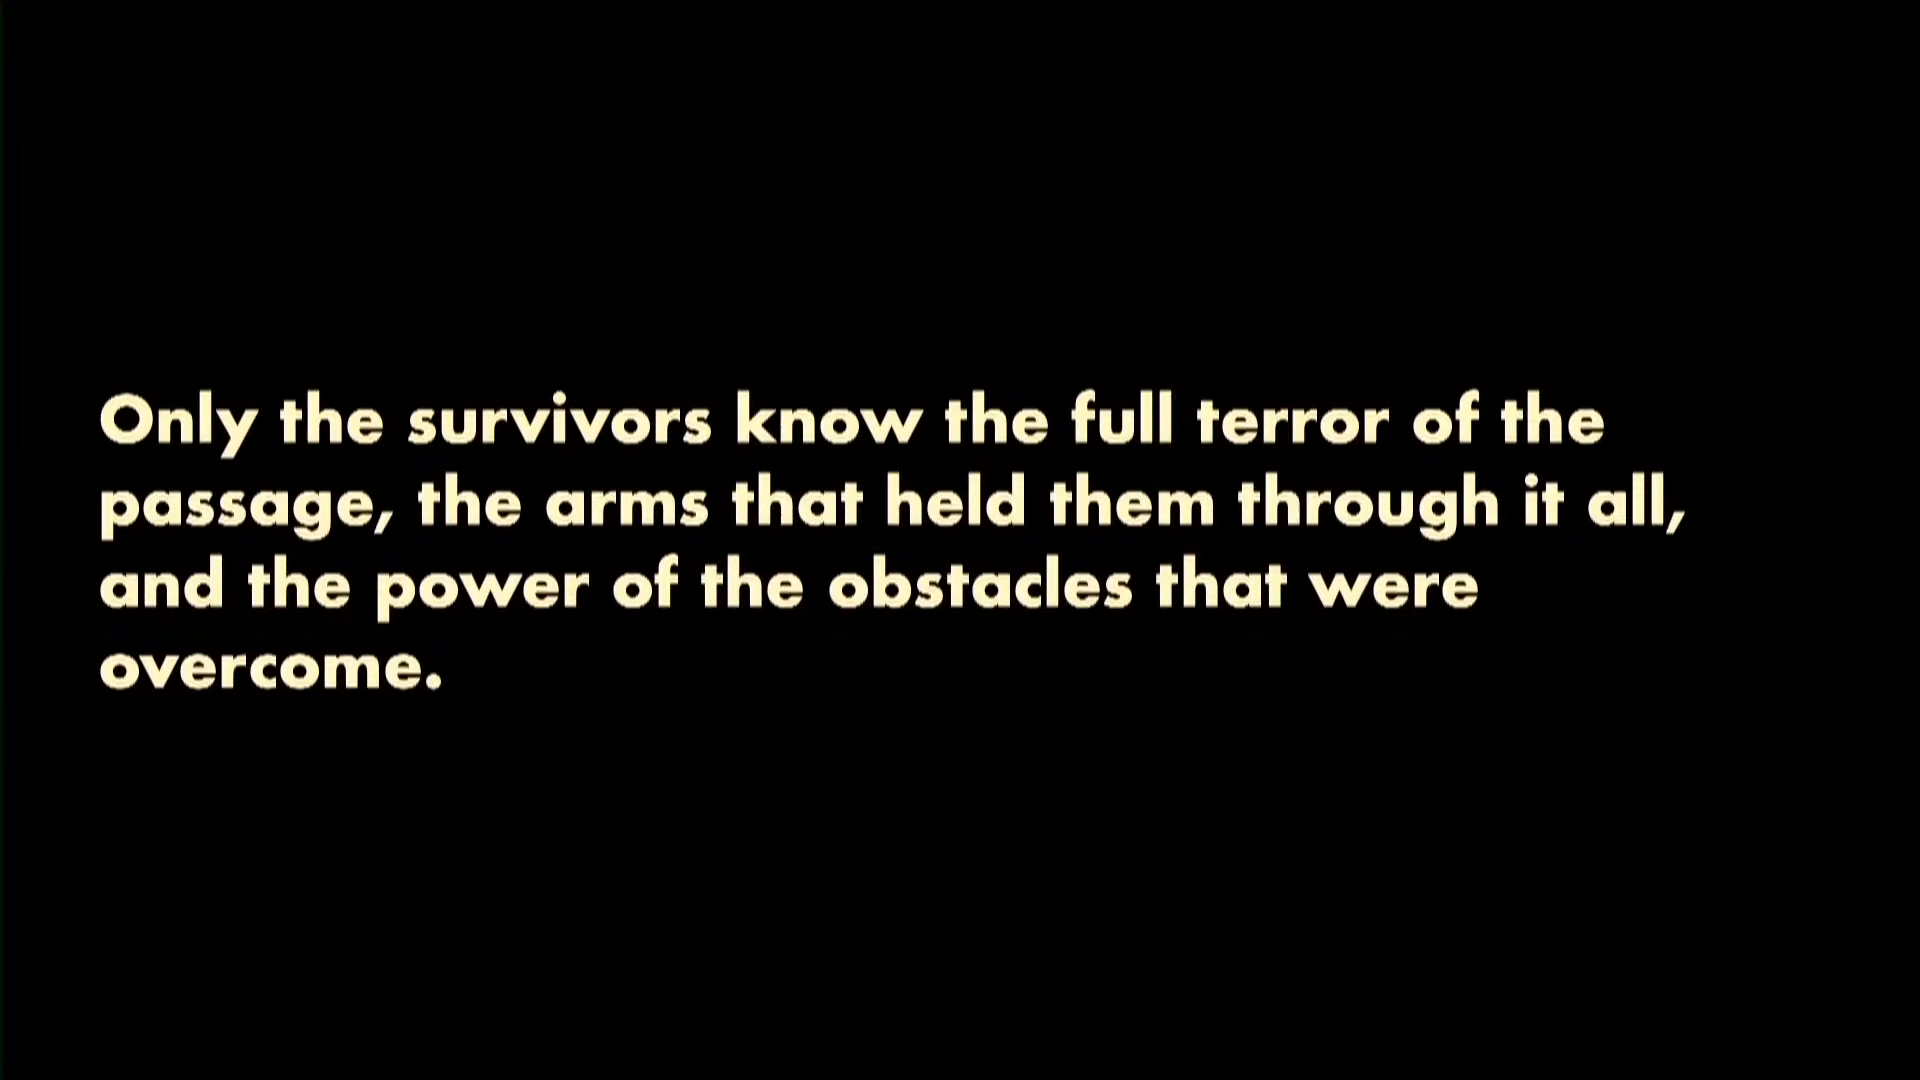 Only the survivors know the full terror of the
passage, the arms that held them through it all,
and the power of the obstacles that were
overcome.